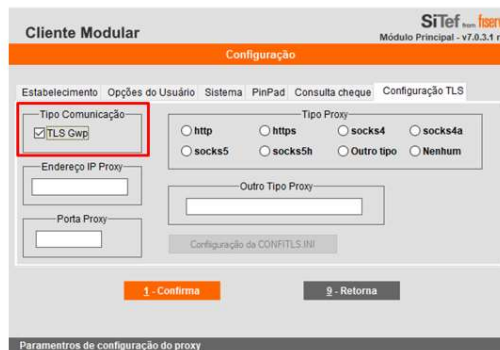 Cliente Modular
SiTef from fiserv
Módulo Principal - v7.0.3.1 r
Configuração
Estabelecimento Opções do Usuário Sistema PinPad Consulta cheque Configuração TLS
Tipo Comunicação
TLS Gwp
Tipo Proxy
http https socks4 socks4a
socks5 socks5h Outro tipo Nenhum
Endereço IP Proxy
Outro Tipo Proxy
Porta Proxy
Configuração da CONFITLS.INI
1 - Confirma
9 - Retorna
Paramentros de configuração do proxy